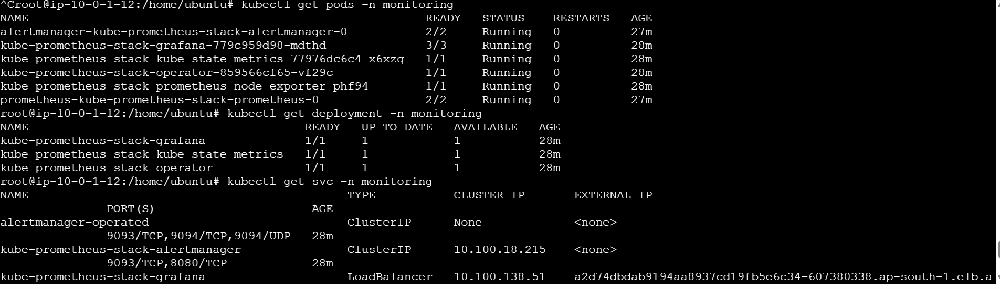 ^Croot@ip-10-0-1-12:/home/ubuntu# kubectl get pods -n monitoring
NAME READY STATUS RESTARTS AGE
alertmanager-kube-prometheus-stack-alertmanager-0 2/2 Running 0 27m
kube-prometheus-stack-grafana-779c959d98-mdthd 3/3 Running 0 28m
kube-prometheus-stack-kube-state-metrics-77976dc6c4-x6xzq 1/1 Running 0 28m
kube-prometheus-stack-operator-859566cf65-vf29c 1/1 Running 0 28m
kube-prometheus-stack-prometheus-node-exporter-phf94 1/1 Running 0 28m
prometheus-kube-prometheus-stack-prometheus-0 2/2 Running 0 27m
root@ip-10-0-1-12:/home/ubuntu# kubectl get deployment -n monitoring
NAME READY UP-TO-DATE AVAILABLE AGE
kube-prometheus-stack-grafana 1/1 1 1 28m
kube-prometheus-stack-kube-state-metrics 1/1 1 1 28m
kube-prometheus-stack-operator 1/1 1 1 28m
root@ip-10-0-1-12:/home/ubuntu# kubectl get svc -n monitoring
NAME TYPE CLUSTER-IP EXTERNAL-IP
PORT(S) AGE
alertmanager-operated ClusterIP None <none>
9093/TCP,9094/TCP,9094/UDP 28m
kube-prometheus-stack-alertmanager ClusterIP 10.100.18.215 <none>
9093/TCP,8080/TCP 28m
kube-prometheus-stack-grafana LoadBalancer 10.100.138.51 a2d74dbdab9194aa8937cd19fb5e6c34-607380338.ap-south-1.elb.a